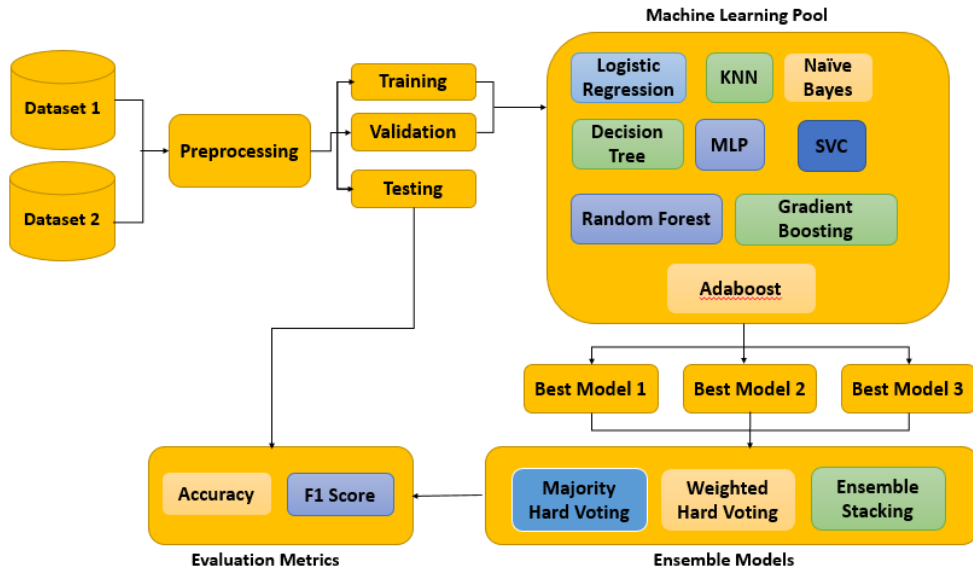 Machine Learning Pool
Dataset 1
Dataset 2
Preprocessing
Training
Validation
Testing
Logistic
Regression
KNN
Naïve
Bayes
Decision
Tree
MLP
SVC
Random Forest
Gradient
Boosting
Adaboost
Best Model 1
Best Model 2
Best Model 3
Accuracy
F1 Score
Evaluation Metrics
Majority
Hard Voting
Weighted
Hard Voting
Ensemble
Stacking
Ensemble Models